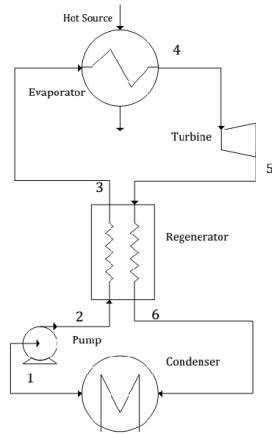 Hot Source
4
Evaporator
Turbine
5
3
Regenerator
2
6
Pump
Condenser
1